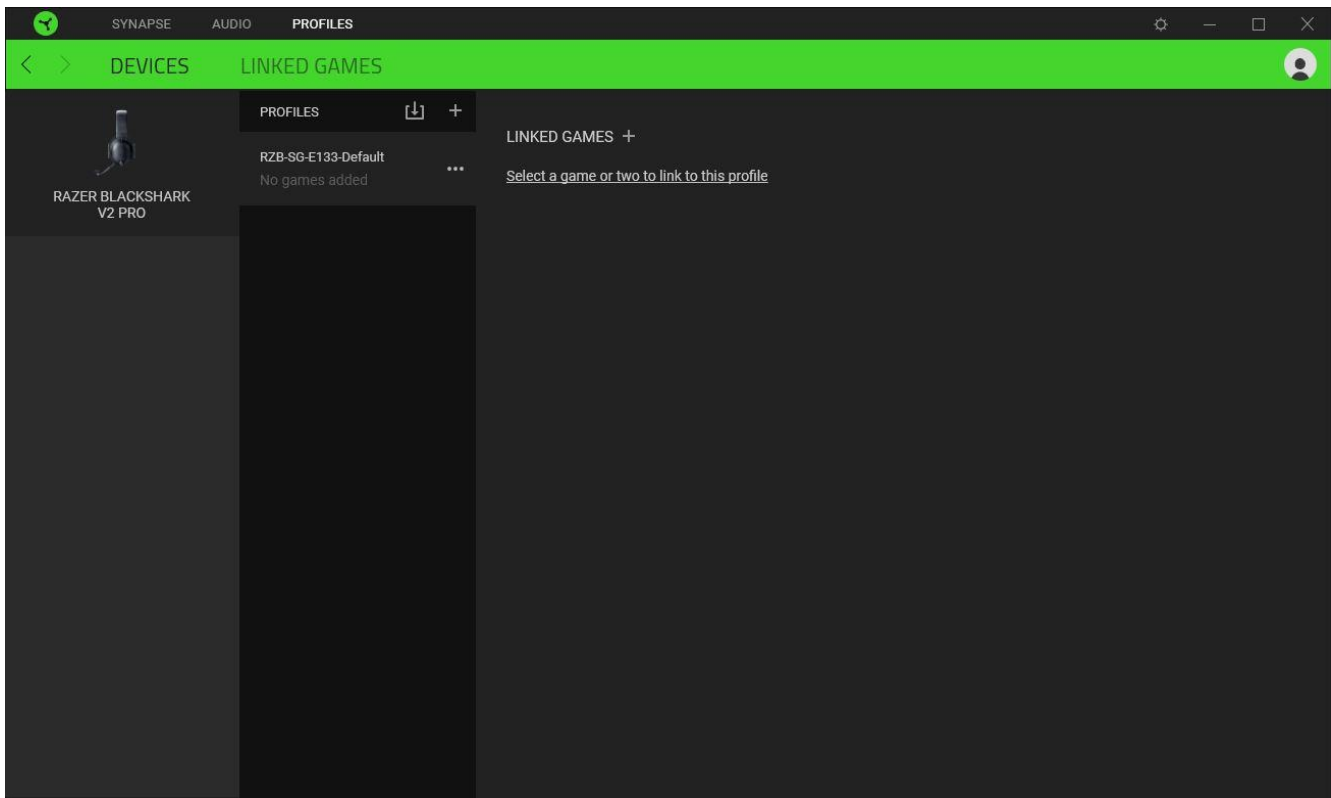 SYNAPSE
AUDIO
PROFILES
DEVICES
LINKED GAMES
RAZER BLACKSHARK
V2 PRO
PROFILES
RZB-SG-E133-Default
No games added
LINKED GAMES
Select a game or two to link to this profile